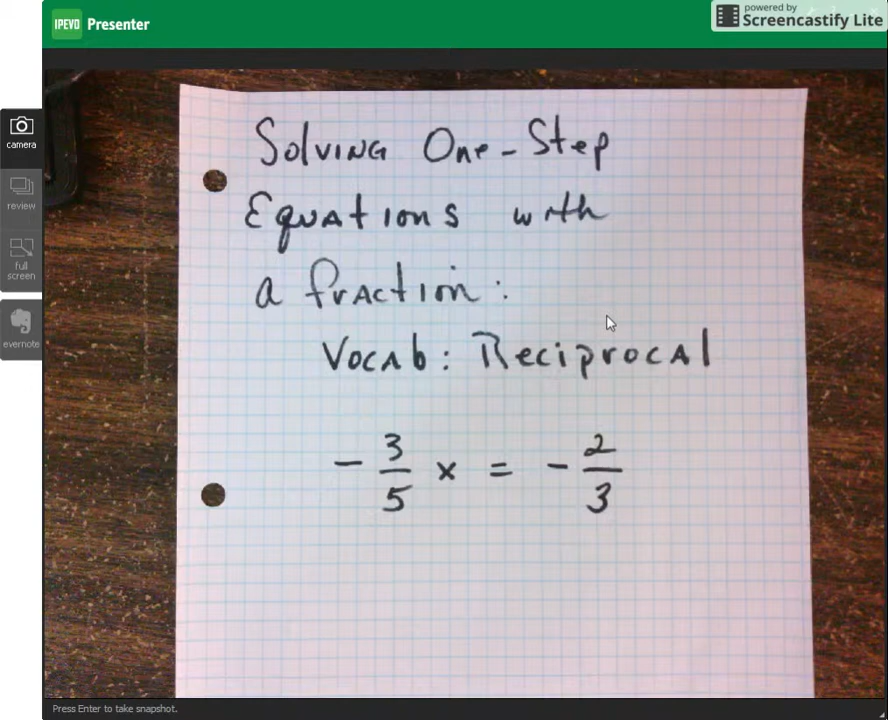 IPEVO Presenter
powered by
Screencastify Lite
camera
review
full
screen
evernote
Solving One-Step
Equations with
a fraction:
Vocab: Reciprocal
- 3/5 x = - 2/3
Press Enter to take snapshot.